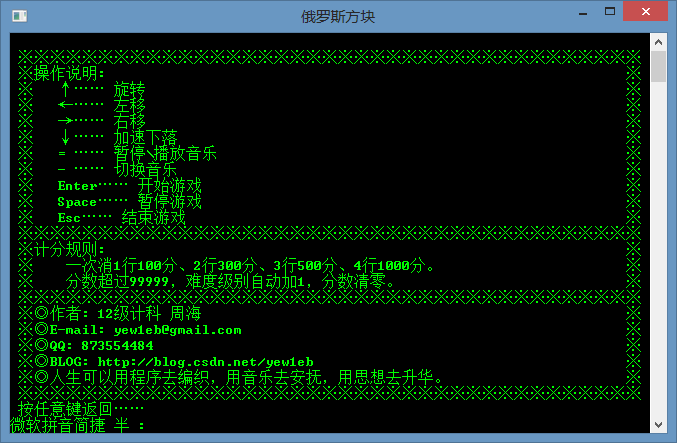 俄罗斯方块
※※※※※※※※※※※※※※※※※※※※※※※※※※※※※※※※※※※※※※※
※操作说明： ※
※ ↑…… 旋转 ※
※ ←…… 左移 ※
※ →…… 右移 ※
※ ↓…… 加速下落 ※
※ = …… 暂停\播放音乐 ※
※ - …… 切换音乐 ※
※ Enter…… 开始游戏 ※
※ Space…… 暂停游戏 ※
※ Esc…… 结束游戏 ※
※※※※※※※※※※※※※※※※※※※※※※※※※※※※※※※※※※※※※※※
※计分规则： ※
※ 一次消1行100分、2行300分、3行500分、4行1000分。 ※
※ 分数超过99999，难度级别自动加1，分数清零。 ※
※※※※※※※※※※※※※※※※※※※※※※※※※※※※※※※※※※※※※※※
※◎作者：12级计科 周海 ※
※◎E-mail: yew1eb@gmail.com ※
※◎QQ: 873554484 ※
※◎BLOG: http://blog.csdn.net/yew1eb ※
※◎人生可以用程序去编织，用音乐去安抚，用思想去升华。 ※
※※※※※※※※※※※※※※※※※※※※※※※※※※※※※※※※※※※※※※※
按任意键返回……
微软拼音简捷 半 :